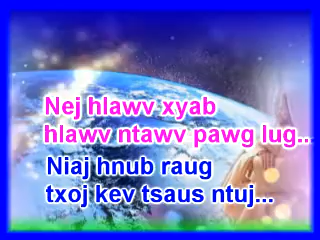 Nej hlawv xyab
hlawv ntawv pawg lug...
Niaj hnub raug
txoj kev tsaus ntuj...